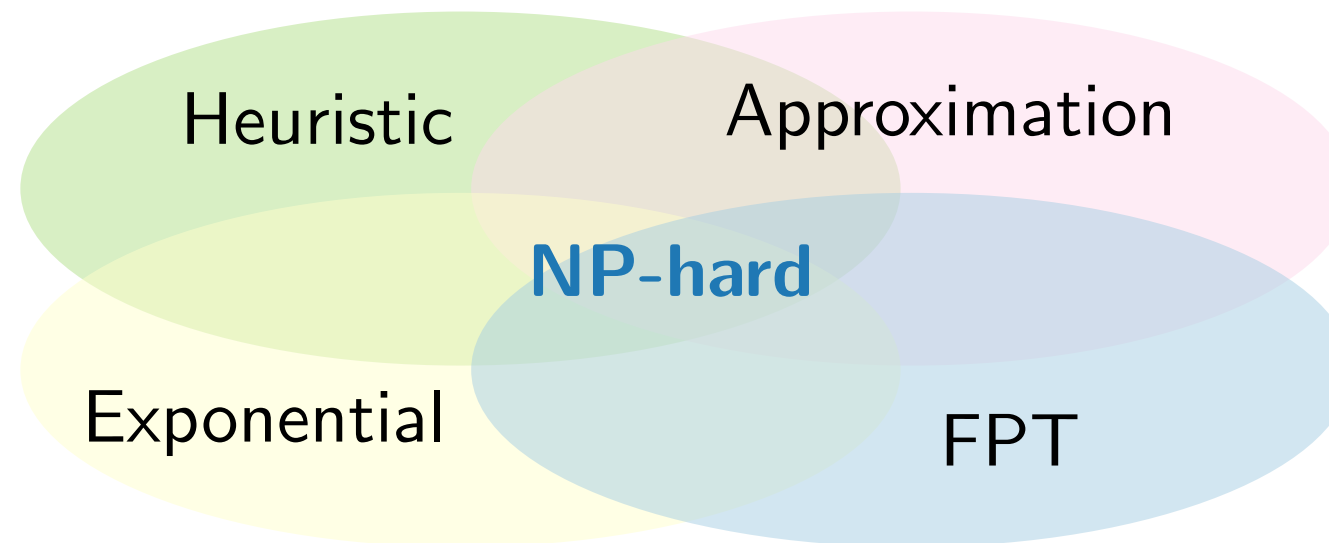 Heuristic
Approximation
NP-hard
Exponential
FPT